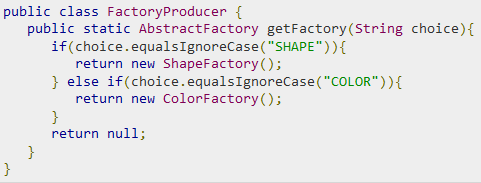 public class FactoryProducer {
   public static AbstractFactory getFactory(String choice){
      if(choice.equalsIgnoreCase("SHAPE")){
         return new ShapeFactory();
      } else if(choice.equalsIgnoreCase("COLOR")){
         return new ColorFactory();
      }
      return null;
   }
}